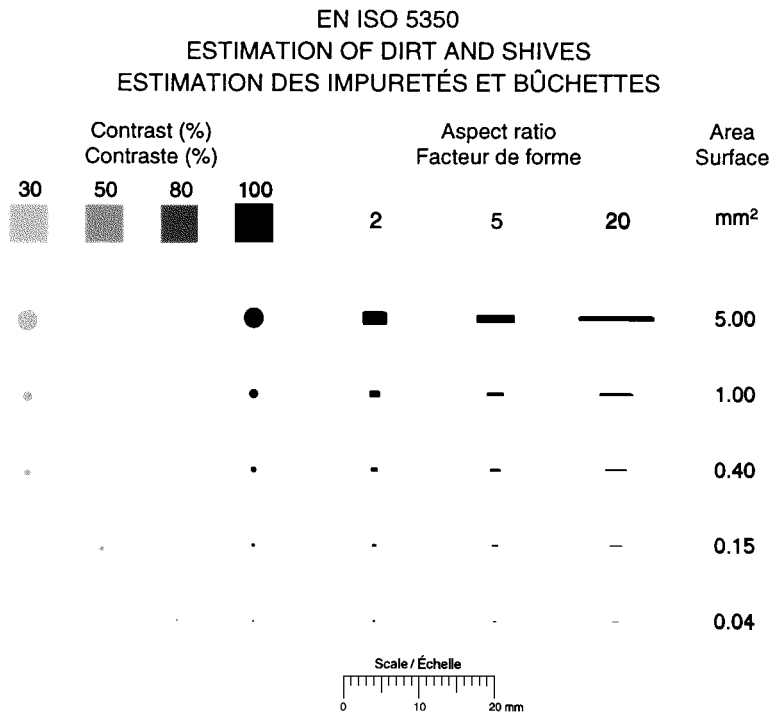 EN ISO 5350
ESTIMATION OF DIRT AND SHIVES
ESTIMATION DES IMPURETÉS ET BÛCHETTES
Contrast (%) Aspect ratio Area
Contraste (%) Facteur de forme Surface
30 50 80 100
2 5 20 mm²
5.00
1.00
0.40
0.15
0.04
Scale / Échelle
0 10 20 mm